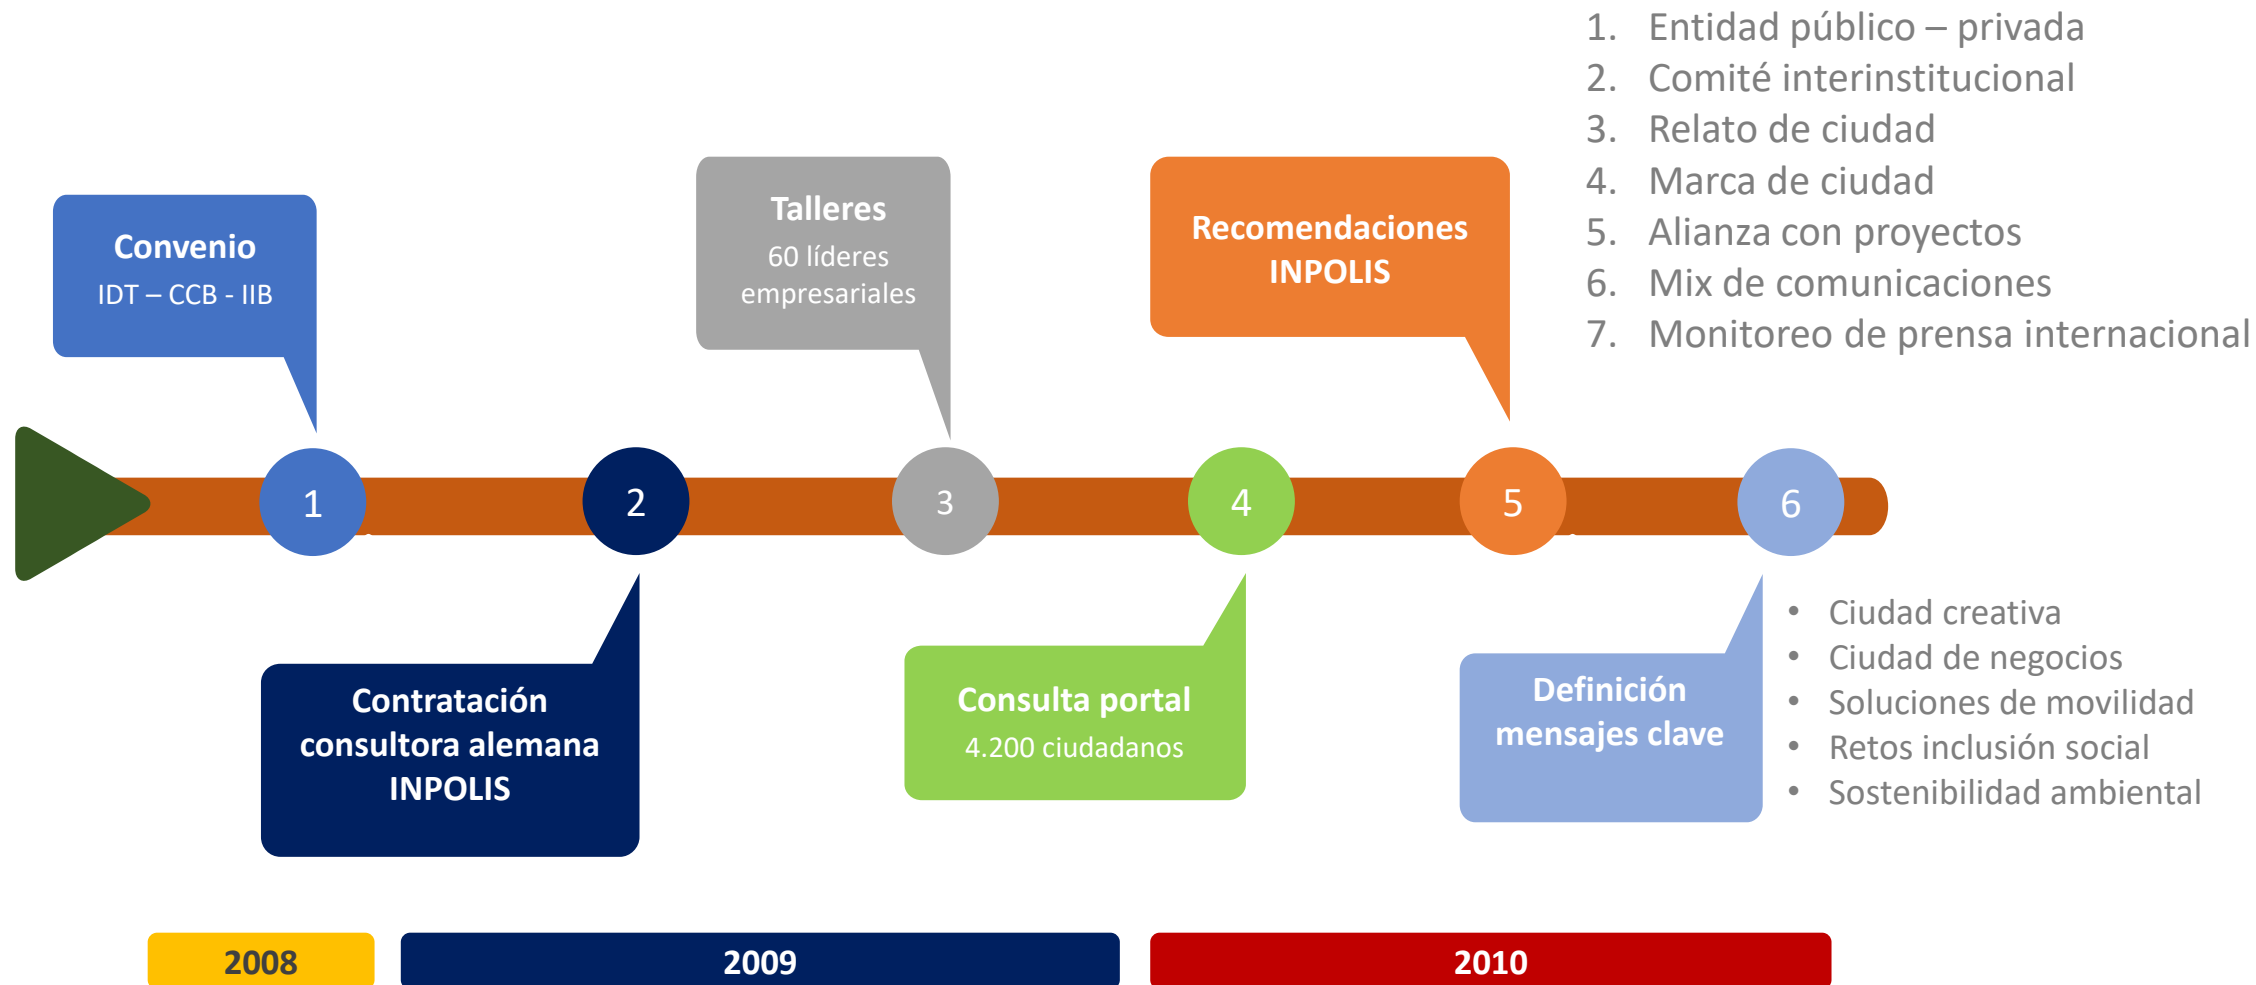 1. Entidad público – privada
2. Comité interinstitucional
3. Relato de ciudad
4. Marca de ciudad
5. Alianza con proyectos
6. Mix de comunicaciones
7. Monitoreo de prensa internacional
Convenio
IDT – CCB - IIB
Talleres
60 líderes
empresariales
Recomendaciones
INPOLIS
1
2
3
4
5
6
Contratación
consultora alemana
INPOLIS
Consulta portal
4.200 ciudadanos
Definición
mensajes clave
• Ciudad creativa
• Ciudad de negocios
• Soluciones de movilidad
• Retos inclusión social
• Sostenibilidad ambiental
2008
2009
2010